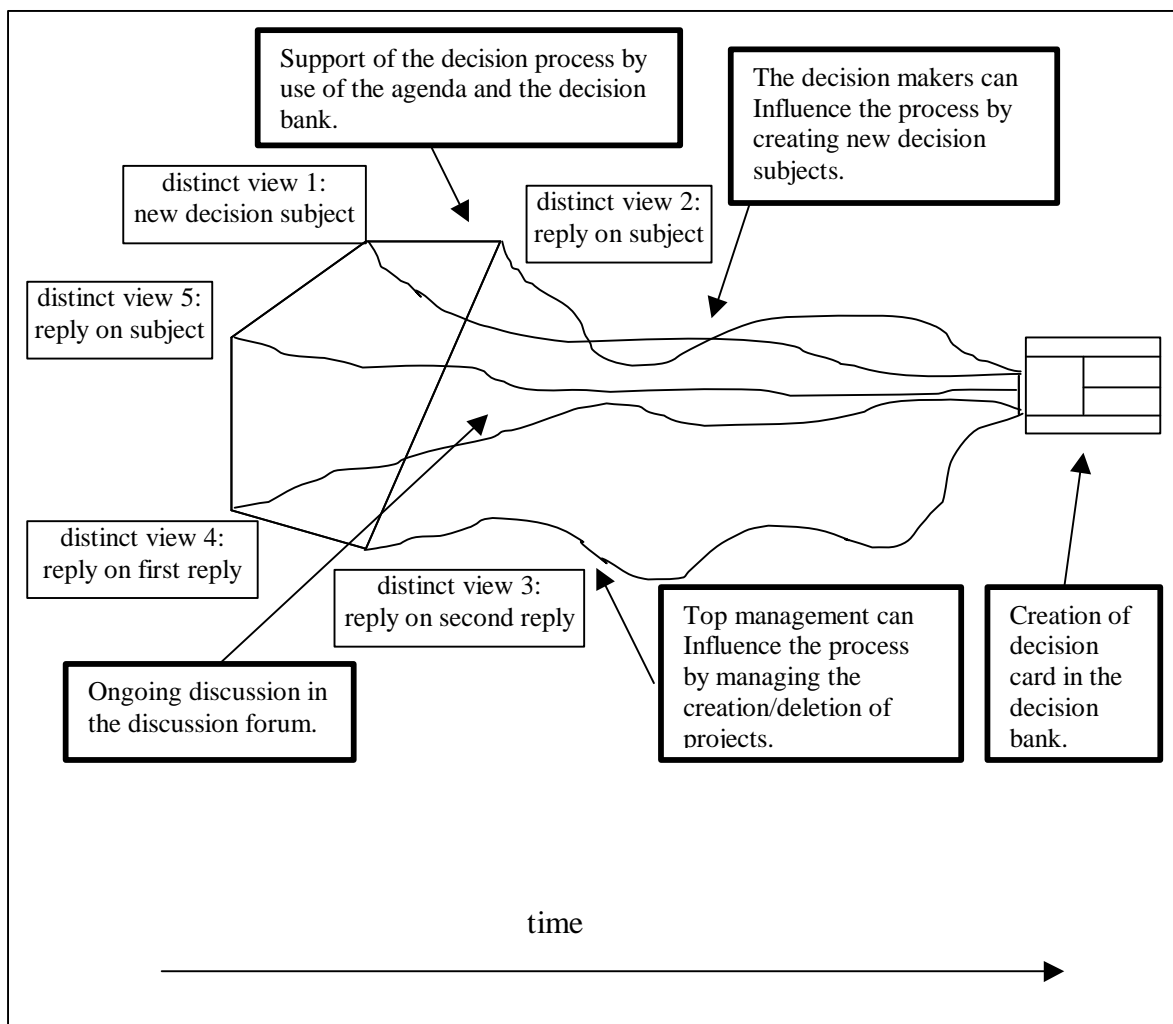 Support of the decision process by
use of the agenda and the decision
bank.
The decision makers can
Influence the process by
creating new decision
subjects.
distinct view 1:
new decision subject
distinct view 2:
reply on subject
distinct view 5:
reply on subject
distinct view 4:
reply on first reply
distinct view 3:
reply on second reply
Ongoing discussion in
the discussion forum.
Top management can
Influence the process
by managing the
creation/deletion of
projects.
Creation of
decision
card in the
decision
bank.
time